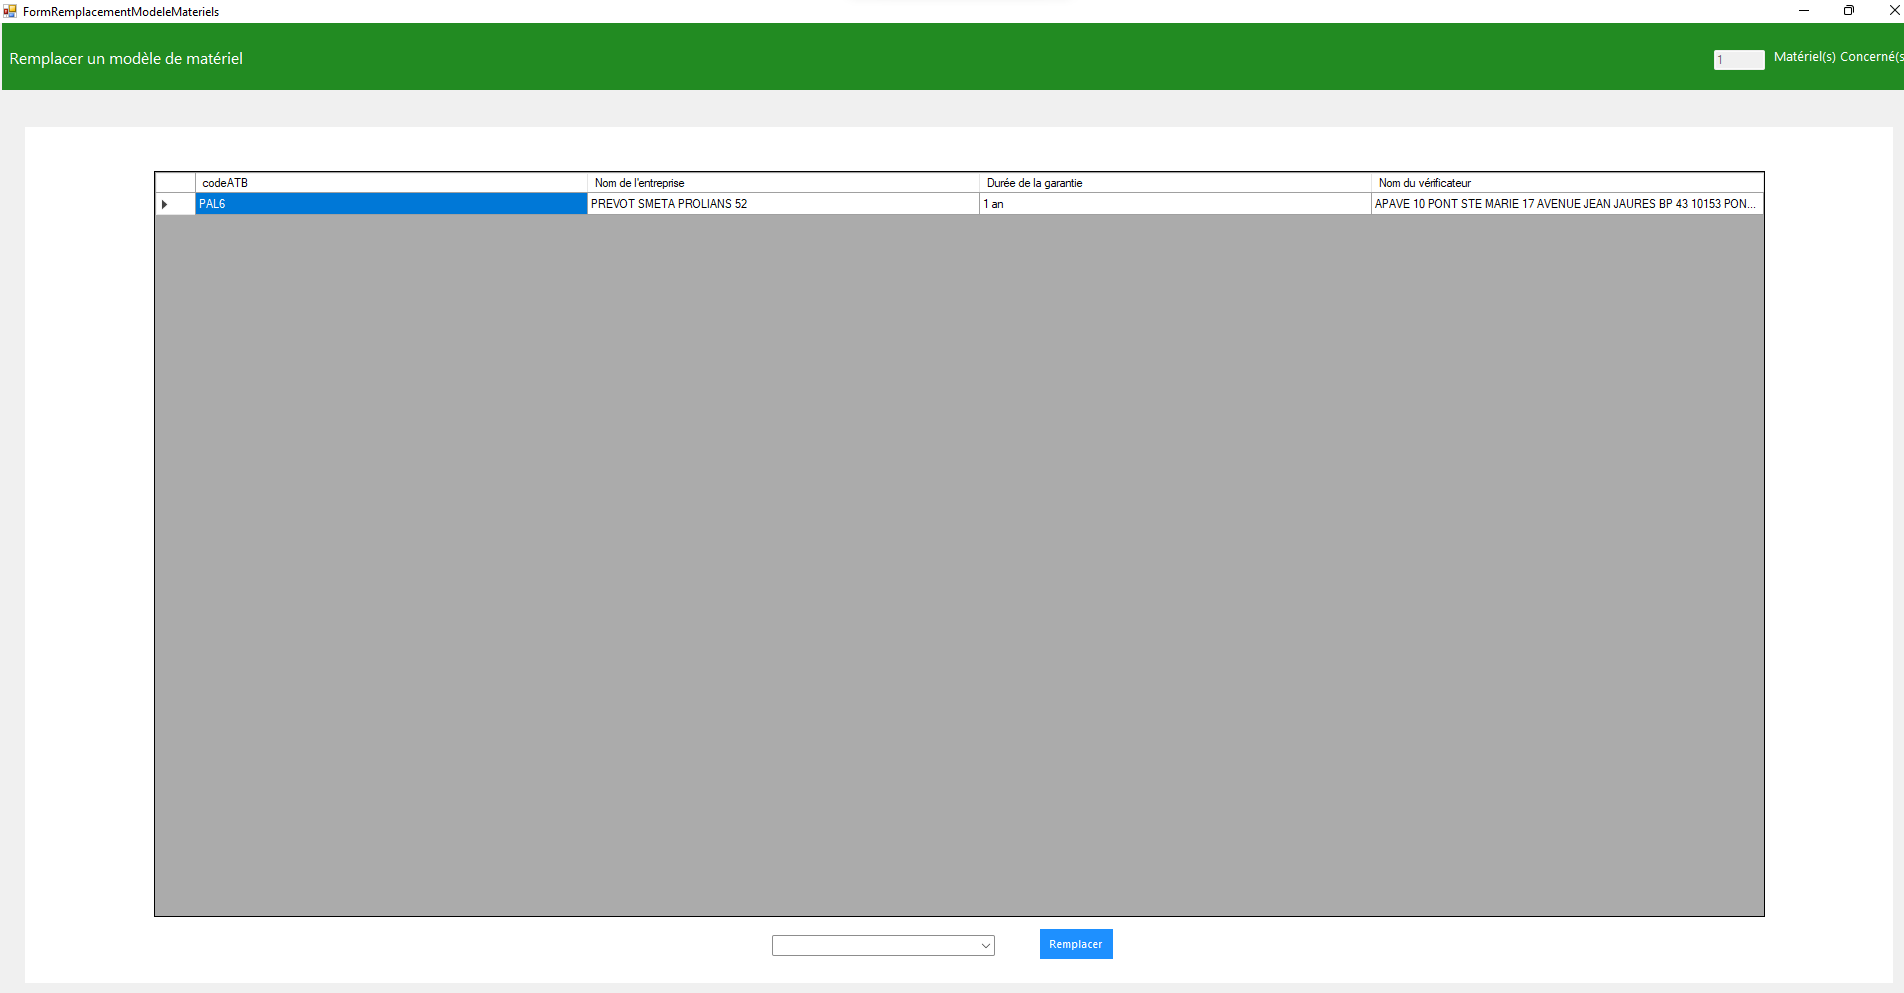 FormRemplacementModeleMateriels
Remplacer un modèle de matériel
1 Matériel(s) Concerné(s
codeATB Nom de l'entreprise Durée de la garantie Nom du vérificateur
PAL6 PREVOT SMETA PROLIANS 52 1 an APAVE 10 PONT STE MARIE 17 AVENUE JEAN JAURES BP 43 10153 PON...
Remplacer